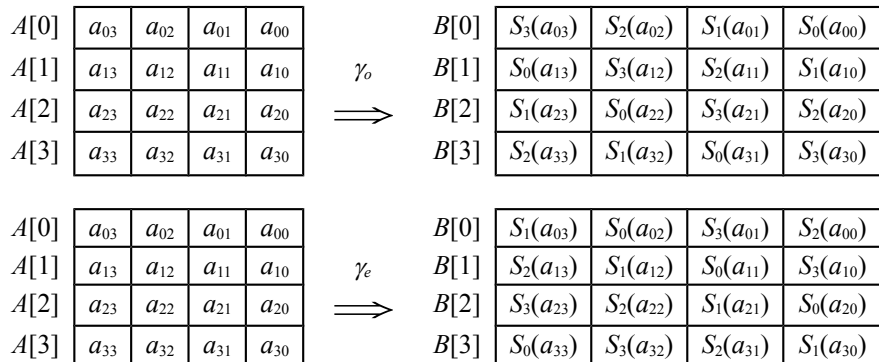 A[0] a₀₃ a₀₂ a₀₁ a₀₀ B[0] S₃(a₀₃) S₂(a₀₂) S₁(a₀₁) S₀(a₀₀)
A[1] a₁₃ a₁₂ a₁₁ a₁₀ γₒ B[1] S₀(a₁₃) S₃(a₁₂) S₂(a₁₁) S₁(a₁₀)
A[2] a₂₃ a₂₂ a₂₁ a₂₀ ⟹ B[2] S₁(a₂₃) S₀(a₂₂) S₃(a₂₁) S₂(a₂₀)
A[3] a₃₃ a₃₂ a₃₁ a₃₀ B[3] S₂(a₃₃) S₁(a₃₂) S₀(a₃₁) S₃(a₃₀)
A[0] a₀₃ a₀₂ a₀₁ a₀₀ B[0] S₁(a₀₃) S₀(a₀₂) S₃(a₀₁) S₂(a₀₀)
A[1] a₁₃ a₁₂ a₁₁ a₁₀ γₑ B[1] S₂(a₁₃) S₁(a₁₂) S₀(a₁₁) S₃(a₁₀)
A[2] a₂₃ a₂₂ a₂₁ a₂₀ ⟹ B[2] S₃(a₂₃) S₂(a₂₂) S₁(a₂₁) S₀(a₂₀)
A[3] a₃₃ a₃₂ a₃₁ a₃₀ B[3] S₀(a₃₃) S₃(a₃₂) S₂(a₃₁) S₁(a₃₀)